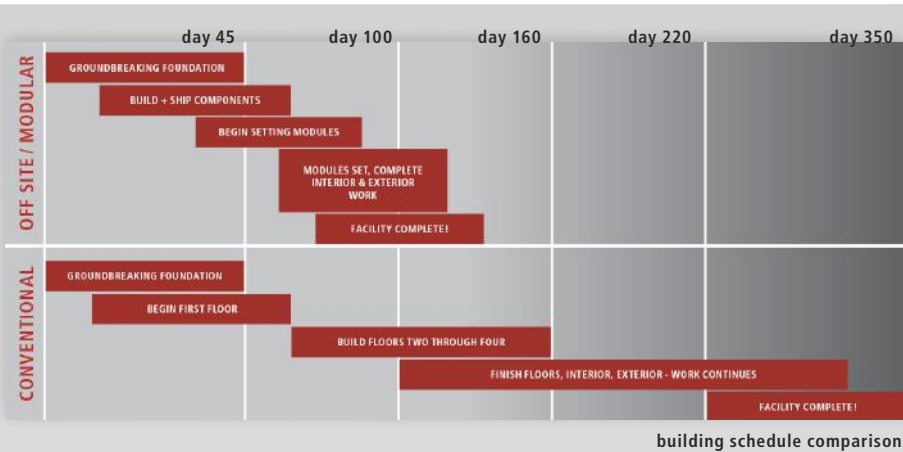 day 45
day 100
day 160
day 220
day 350
OFF SITE / MODULAR
GROUNDBREAKING FOUNDATION
BUILD + SHIP COMPONENTS
BEGIN SETTING MODULES
MODULES SET, COMPLETE
INTERIOR & EXTERIOR
WORK
FACILITY COMPLETE!
CONVENTIONAL
GROUNDBREAKING FOUNDATION
BEGIN FIRST FLOOR
BUILD FLOORS TWO THROUGH FOUR
FINISH FLOORS, INTERIOR, EXTERIOR - WORK CONTINUES
FACILITY COMPLETE!
building schedule comparison